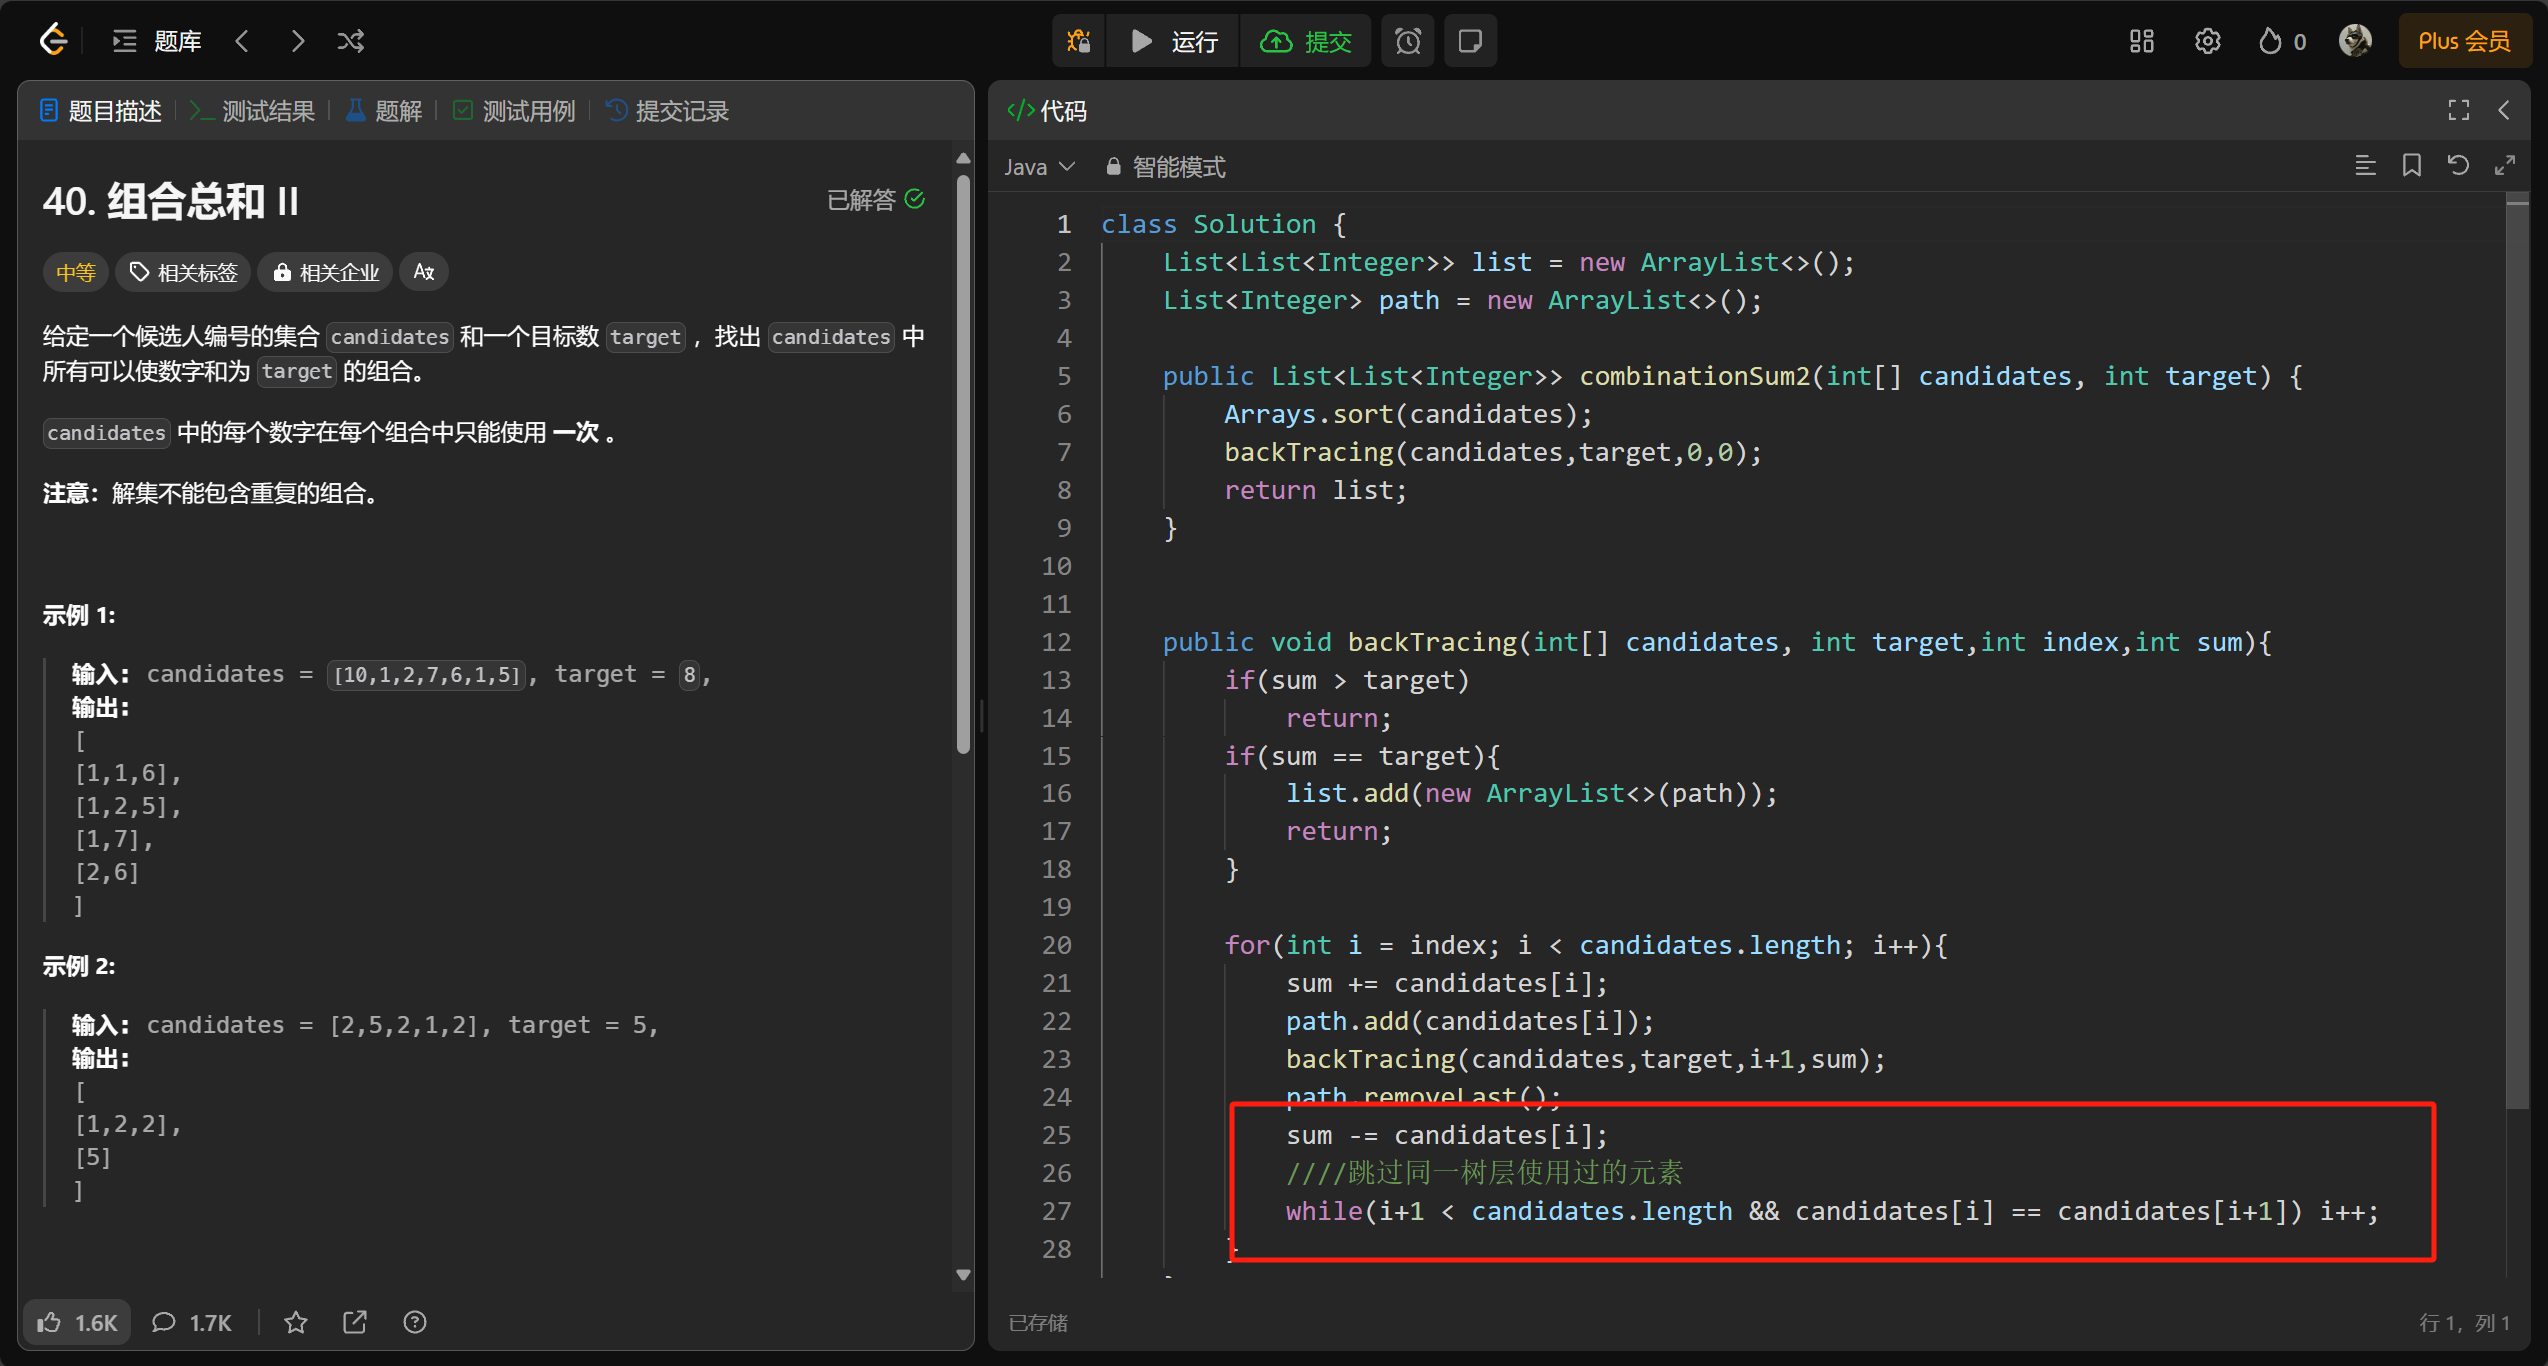 题库
运行
提交
0
Plus 会员
题目描述
测试结果
题解
测试用例
提交记录
40. 组合总和 II
已解答
中等
相关标签
相关企业
给定一个候选人编号的集合 candidates 和一个目标数 target ，找出 candidates 中
所有可以使数字和为 target 的组合。
candidates 中的每个数字在每个组合中只能使用 一次 。
注意：解集不能包含重复的组合。
示例 1:
输入: candidates = [10,1,2,7,6,1,5], target = 8,
输出:
[
[1,1,6],
[1,2,5],
[1,7],
[2,6]
]
示例 2:
输入: candidates = [2,5,2,1,2], target = 5,
输出:
[
[1,2,2],
[5]
]
1.6K
1.7K
</> 代码
Java
智能模式
1 class Solution {
2 List<List<Integer>> list = new ArrayList<>();
3 List<Integer> path = new ArrayList<>();
4
5 public List<List<Integer>> combinationSum2(int[] candidates, int target) {
6 Arrays.sort(candidates);
7 backTracing(candidates,target,0,0);
8 return list;
9 }
10
11
12 public void backTracing(int[] candidates, int target,int index,int sum){
13 if(sum > target)
14 return;
15 if(sum == target){
16 list.add(new ArrayList<>(path));
17 return;
18 }
19
20 for(int i = index; i < candidates.length; i++){
21 sum += candidates[i];
22 path.add(candidates[i]);
23 backTracing(candidates,target,i+1,sum);
24 path.removeLast();
25 sum -= candidates[i];
26 ////跳过同一树层使用过的元素
27 while(i+1 < candidates.length && candidates[i] == candidates[i+1]) i++;
28 }
已存储
行 1, 列 1